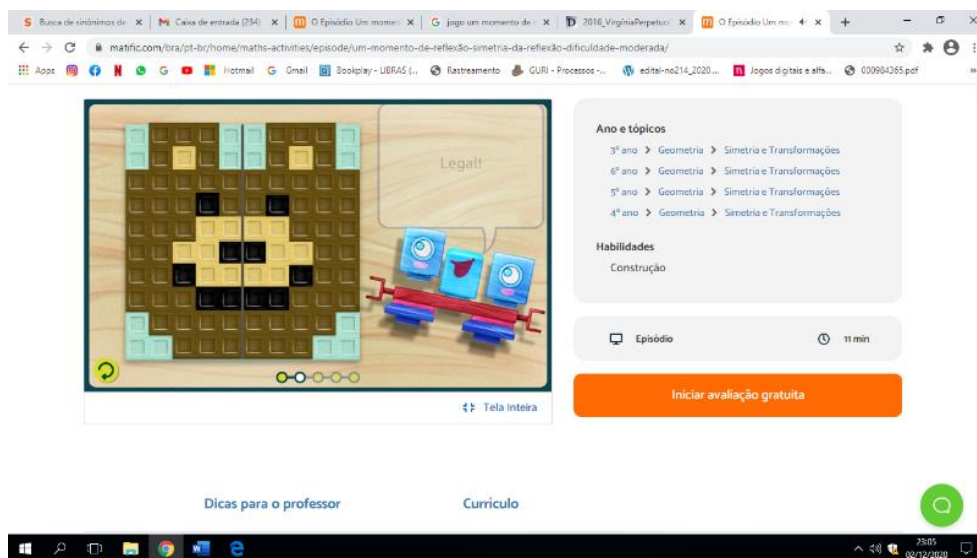 Busca de sinônimos de
Caixa de entrada (234)
O Episódio Um momen
jogo um momento de r
2016_VirgíniaPerpetuo
O Episódio Um mo
matific.com/bra/pt-br/home/maths-activities/episode/um-momento-de-reflexão-simetria-da-reflexão-dificuldade-moderada/
Apps
Hotmail
Gmail
Bookplay - LIBRAS (...
Rastreamento
GURI - Processos -...
edital-no214_2020...
Jogos digitais e alfa...
000984365.pdf
Legal!
Ano e tópicos
3º ano > Geometria > Simetria e Transformações
6º ano > Geometria > Simetria e Transformações
5º ano > Geometria > Simetria e Transformações
4º ano > Geometria > Simetria e Transformações
Habilidades
Construção
Episódio
11 min
Iniciar avaliação gratuita
Tela inteira
Dicas para o professor
Currículo
23:05
02/12/2020